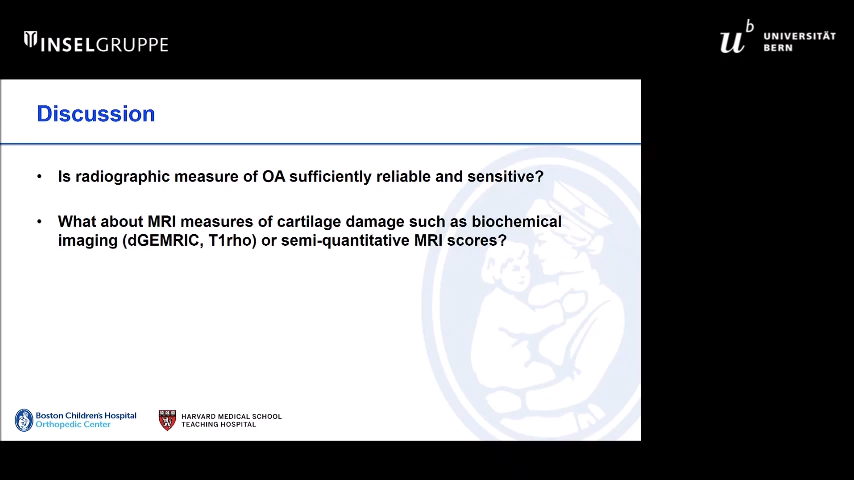 INSELGRUPPE
u
b
UNIVERSITÄT
BERN
Discussion
• Is radiographic measure of OA sufficiently reliable and sensitive?
• What about MRI measures of cartilage damage such as biochemical
imaging (dGEMRIC, T1rho) or semi-quantitative MRI scores?
Boston Children's Hospital
Orthopedic Center
HARVARD MEDICAL SCHOOL
TEACHING HOSPITAL